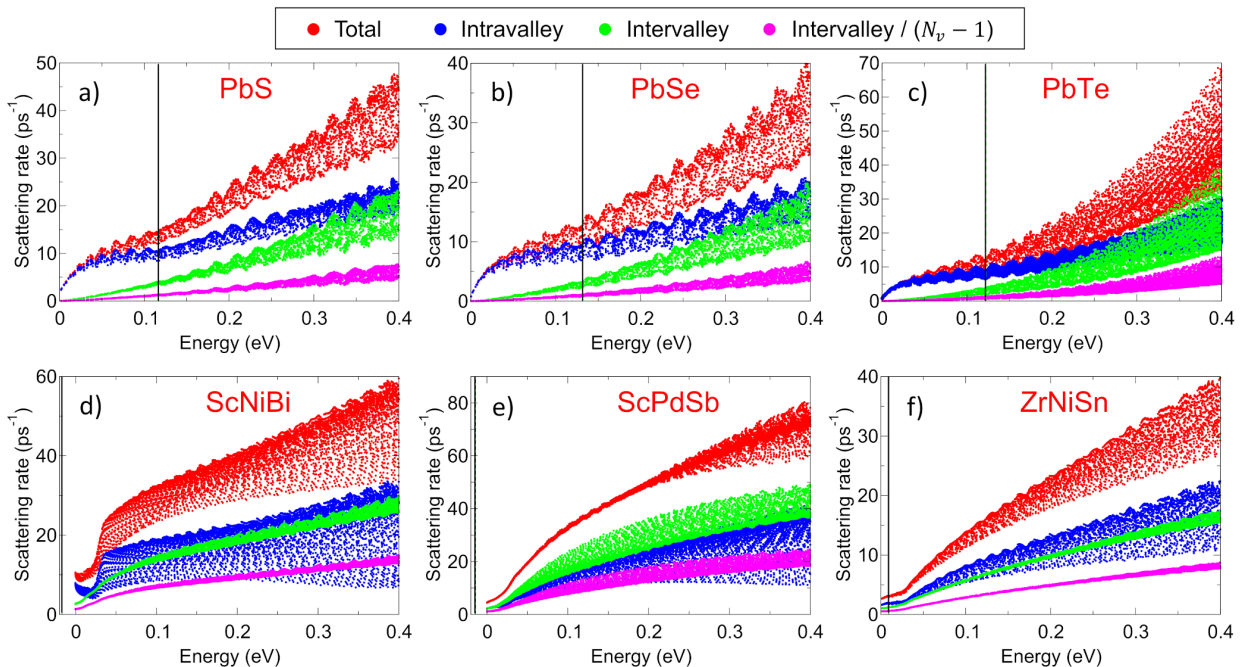 Total Intravalley Intervalley Intervalley / (N_v − 1)
a) PbS
Scattering rate (ps⁻¹)
50
40
30
20
10
0
0 0.1 0.2 0.3 0.4
Energy (eV)
b) PbSe
Scattering rate (ps⁻¹)
40
30
20
10
0
0 0.1 0.2 0.3 0.4
Energy (eV)
c) PbTe
Scattering rate (ps⁻¹)
70
60
50
40
30
20
10
0
0 0.1 0.2 0.3 0.4
Energy (eV)
d) ScNiBi
Scattering rate (ps⁻¹)
60
40
20
0
0 0.1 0.2 0.3 0.4
Energy (eV)
e) ScPdSb
Scattering rate (ps⁻¹)
80
60
40
20
0
0 0.1 0.2 0.3 0.4
Energy (eV)
f) ZrNiSn
Scattering rate (ps⁻¹)
40
30
20
10
0
0 0.1 0.2 0.3 0.4
Energy (eV)